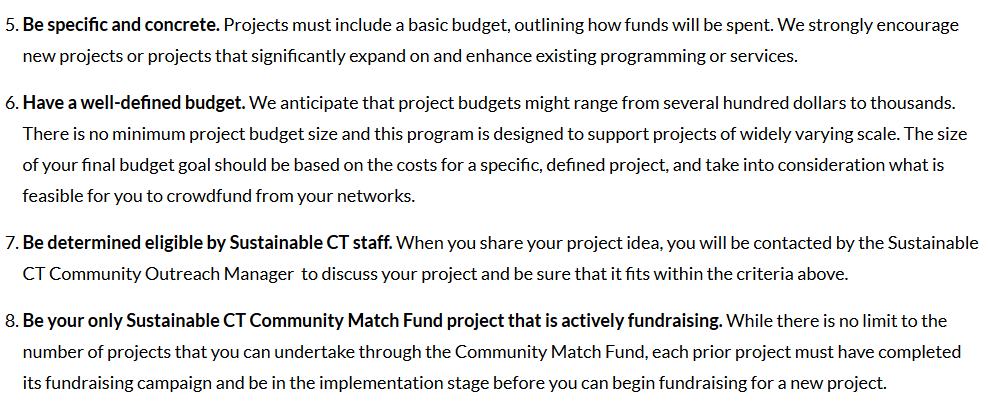 5. Be specific and concrete. Projects must include a basic budget, outlining how funds will be spent. We strongly encourage
new projects or projects that significantly expand on and enhance existing programming or services.
6. Have a well-defined budget. We anticipate that project budgets might range from several hundred dollars to thousands.
There is no minimum project budget size and this program is designed to support projects of widely varying scale. The size
of your final budget goal should be based on the costs for a specific, defined project, and take into consideration what is
feasible for you to crowdfund from your networks.
7. Be determined eligible by Sustainable CT staff. When you share your project idea, you will be contacted by the Sustainable
CT Community Outreach Manager to discuss your project and be sure that it fits within the criteria above.
8. Be your only Sustainable CT Community Match Fund project that is actively fundraising. While there is no limit to the
number of projects that you can undertake through the Community Match Fund, each prior project must have completed
its fundraising campaign and be in the implementation stage before you can begin fundraising for a new project.